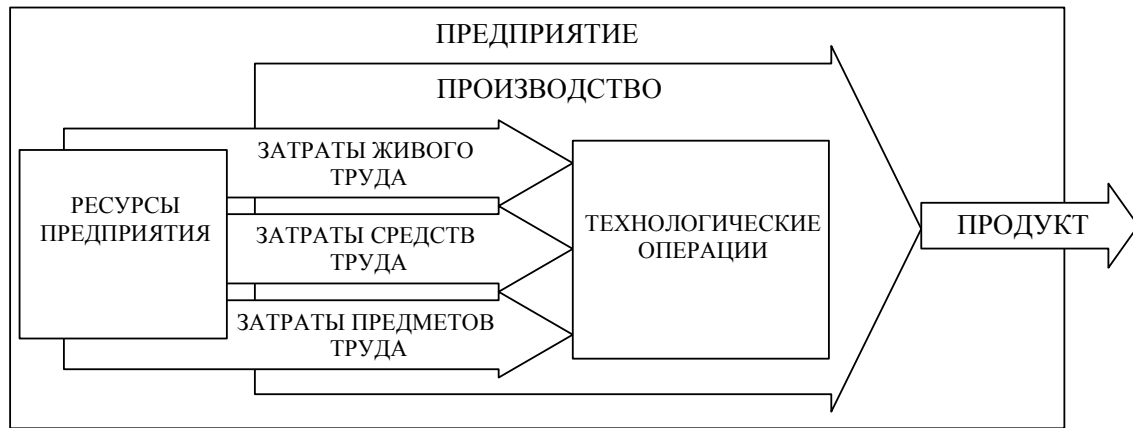 ПРЕДПРИЯТИЕ
ПРОИЗВОДСТВО
ЗАТРАТЫ ЖИВОГО
ТРУДА
РЕСУРСЫ
ПРЕДПРИЯТИЯ
ЗАТРАТЫ СРЕДСТВ
ТРУДА
ЗАТРАТЫ ПРЕДМЕТОВ
ТРУДА
ТЕХНОЛОГИЧЕСКИЕ
ОПЕРАЦИИ
ПРОДУКТ